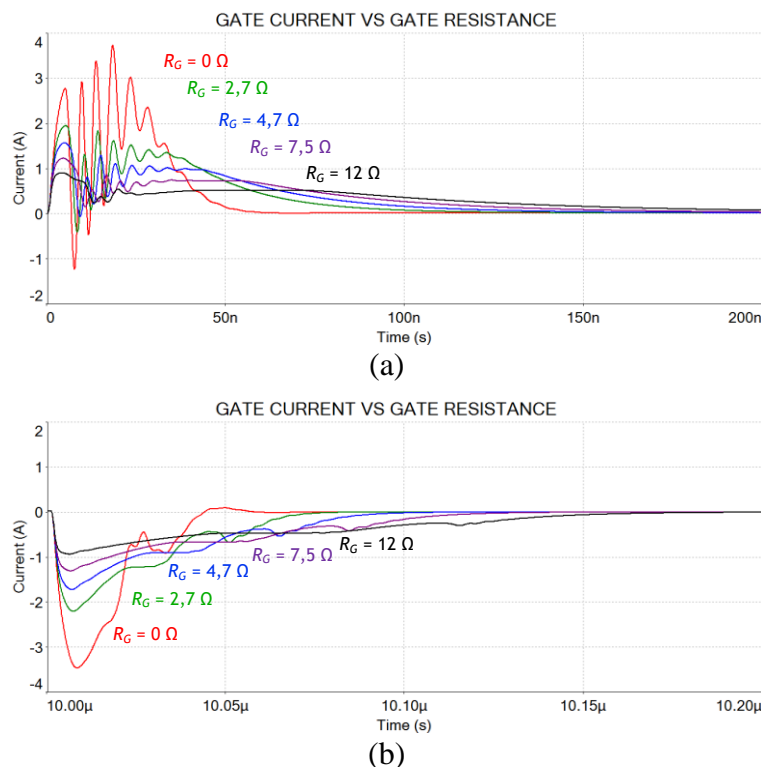 GATE CURRENT VS GATE RESISTANCE
4
3
2
1
0
-1
-2
Current (A)
R_G = 0 Ω
R_G = 2,7 Ω
R_G = 4,7 Ω
R_G = 7,5 Ω
R_G = 12 Ω
0 50n 100n 150n 200n
Time (s)
(a)
GATE CURRENT VS GATE RESISTANCE
2
1
0
-1
-2
-3
-4
Current (A)
R_G = 12 Ω
R_G = 7,5 Ω
R_G = 4,7 Ω
R_G = 2,7 Ω
R_G = 0 Ω
10.00µ 10.05µ 10.10µ 10.15µ 10.20µ
Time (s)
(b)